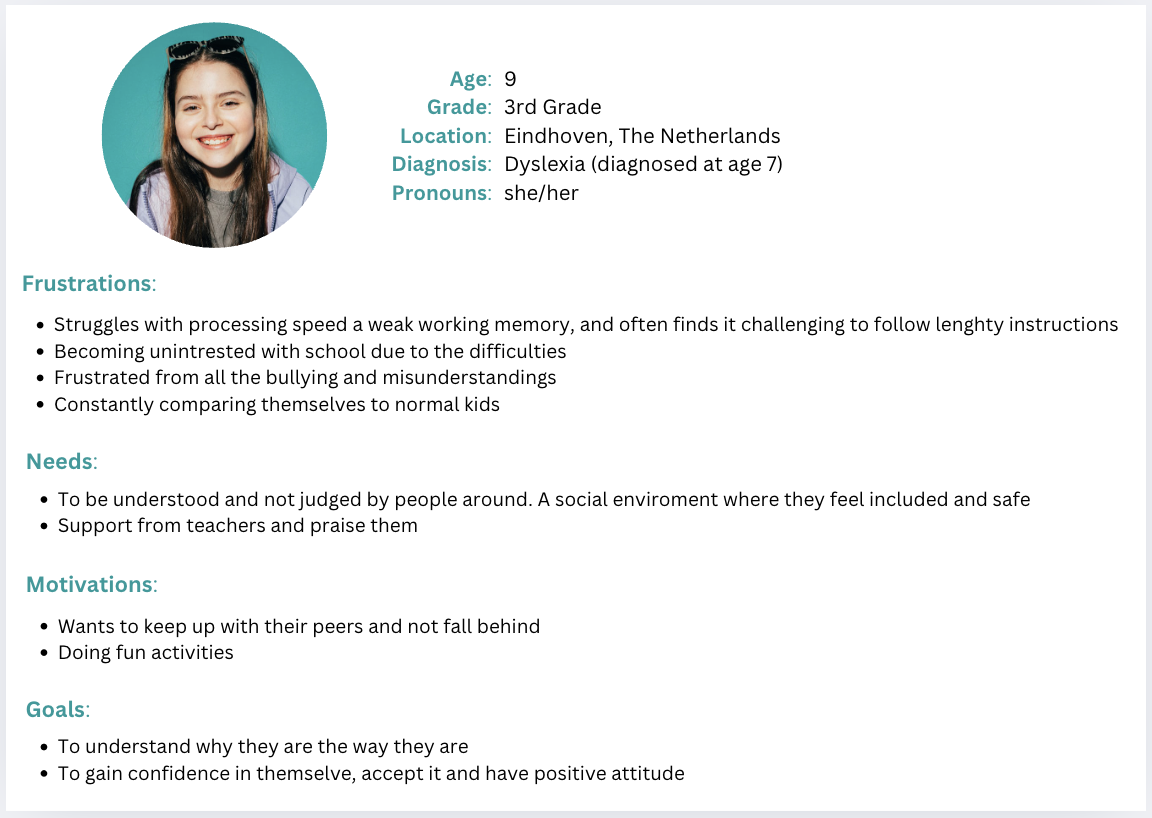 Age: 9
Grade: 3rd Grade
Location: Eindhoven, The Netherlands
Diagnosis: Dyslexia (diagnosed at age 7)
Pronouns: she/her
Frustrations:
• Struggles with processing speed a weak working memory, and often finds it challenging to follow lenghty instructions
• Becoming unintrested with school due to the difficulties
• Frustrated from all the bullying and misunderstandings
• Constantly comparing themselves to normal kids
Needs:
• To be understood and not judged by people around. A social enviroment where they feel included and safe
• Support from teachers and praise them
Motivations:
• Wants to keep up with their peers and not fall behind
• Doing fun activities
Goals:
• To understand why they are the way they are
• To gain confidence in themselve, accept it and have positive attitude